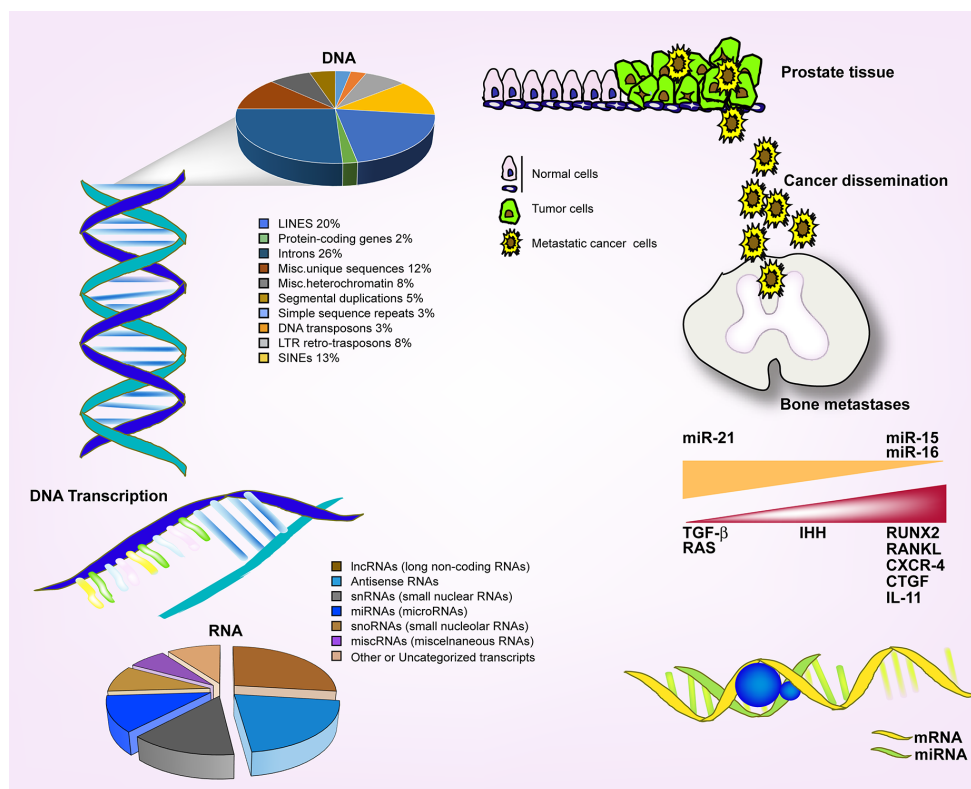 DNA
LINES 20%
Protein-coding genes 2%
Introns 26%
Misc.unique sequences 12%
Misc.heterochromatin 8%
Segmental duplications 5%
Simple sequence repeats 3%
DNA transposons 3%
LTR retro-trasposons 8%
SINEs 13%
DNA Transcription
lncRNAs (long non-coding RNAs)
Antisense RNAs
snRNAs (small nuclear RNAs)
miRNAs (microRNAs)
snoRNAs (small nucleolar RNAs)
miscRNAs (miscelnaneous RNAs)
Other or Uncategorized transcripts
RNA
Prostate tissue
Normal cells
Tumor cells
Metastatic cancer cells
Cancer dissemination
Bone metastases
miR-21
miR-15
miR-16
TGF-β
RAS
IHH
RUNX2
RANKL
CXCR-4
CTGF
IL-11
mRNA
miRNA